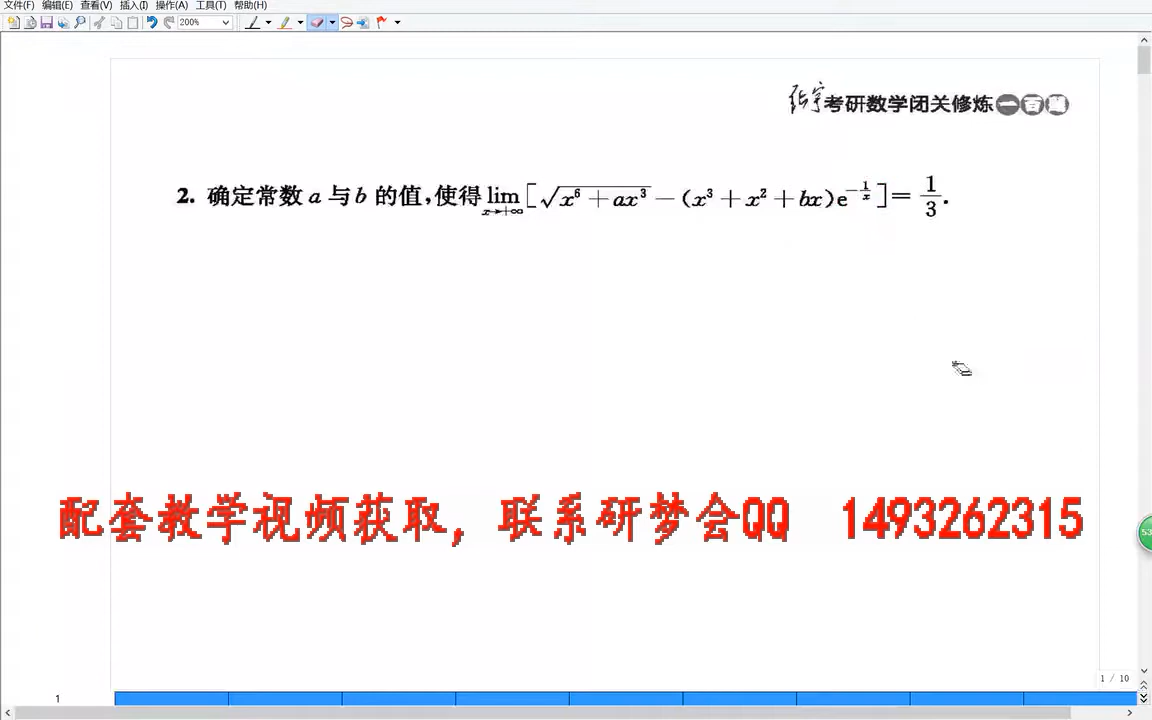 文件(F) 编辑(E) 查看(V) 插入(I) 操作(A) 工具(T) 帮助(H)
200%
张宇考研数学闭关修炼一百题
2. 确定常数 a 与 b 的值,使得 lim x→+∞ [√(x⁶ + ax³) − (x³ + x² + bx)e^(−1/x)] = 1/3.
配套教学视频获取，联系研梦会QQ 1493262315
53
1 / 10
1